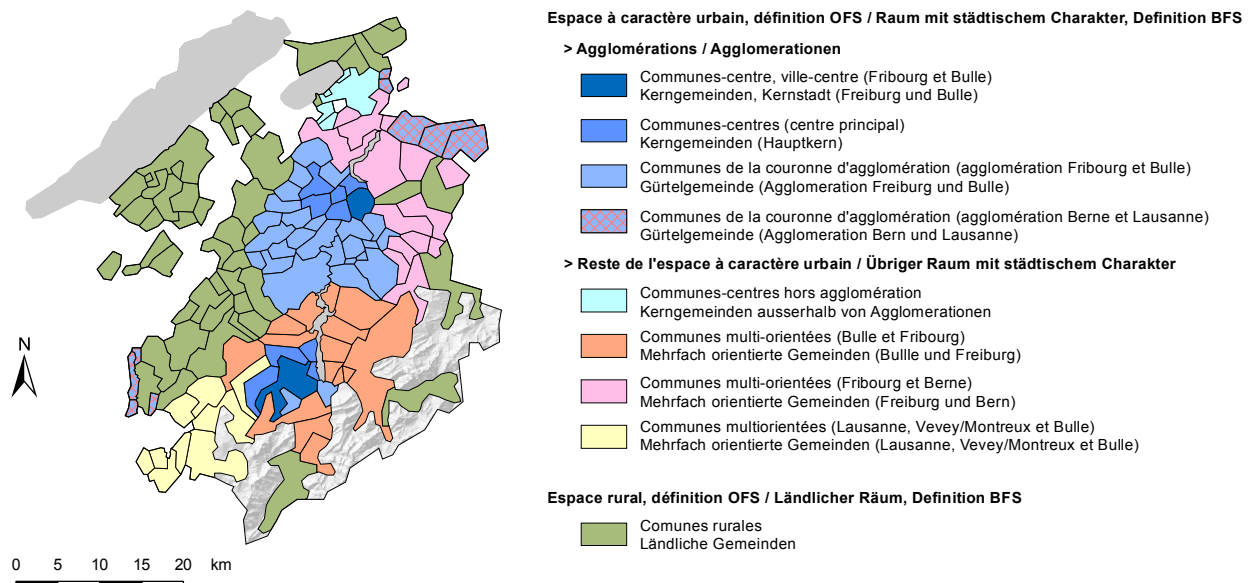 Espace à caractère urbain, définition OFS / Raum mit städtischem Charakter, Definition BFS
> Agglomérations / Agglomerationen
Communes-centre, ville-centre (Fribourg et Bulle)
Kerngemeinden, Kernstadt (Freiburg und Bulle)
Communes-centres (centre principal)
Kerngemeinden (Hauptkern)
Communes de la couronne d'agglomération (agglomération Fribourg et Bulle)
Gürtelgemeinde (Agglomeration Freiburg und Bulle)
Communes de la couronne d'agglomération (agglomération Berne et Lausanne)
Gürtelgemeinde (Agglomeration Bern und Lausanne)
> Reste de l'espace à caractère urbain / Übriger Raum mit städtischem Charakter
Communes-centres hors agglomération
Kerngemeinden ausserhalb von Agglomerationen
Communes multi-orientées (Bulle et Fribourg)
Mehrfach orientierte Gemeinden (Bullle und Freiburg)
Communes multi-orientées (Fribourg et Berne)
Mehrfach orientierte Gemeinden (Freiburg und Bern)
Communes multiorientées (Lausanne, Vevey/Montreux et Bulle)
Mehrfach orientierte Gemeinden (Lausanne, Vevey/Montreux et Bulle)
Espace rural, définition OFS / Ländlicher Räum, Definition BFS
Comunes rurales
Ländliche Gemeinden
N
0 5 10 15 20 km